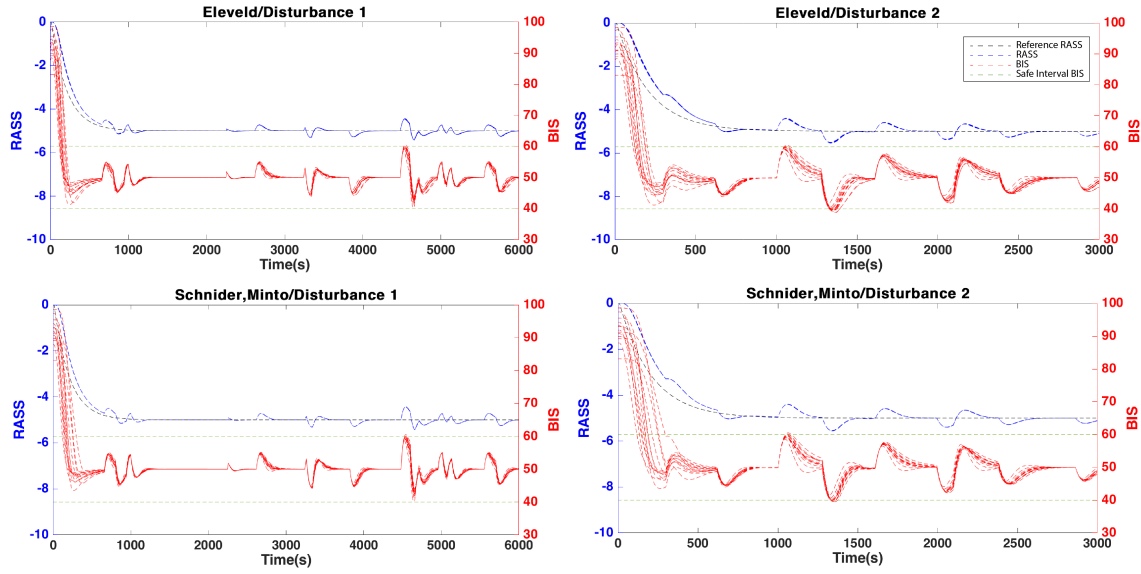 Eleveld/Disturbance 1
0
-2
-4
-6
-8
-10
RASS
100
90
80
70
60
50
40
30
BIS
0 1000 2000 3000 4000 5000 6000
Time(s)
Eleveld/Disturbance 2
0
-2
-4
-6
-8
-10
RASS
Reference RASS
RASS
BIS
Safe Interval BIS
100
90
80
70
60
50
40
30
BIS
0 500 1000 1500 2000 2500 3000
Time(s)
Schnider,Minto/Disturbance 1
0
-2
-4
-6
-8
-10
RASS
100
90
80
70
60
50
40
30
BIS
0 1000 2000 3000 4000 5000 6000
Time(s)
Schnider,Minto/Disturbance 2
0
-2
-4
-6
-8
-10
RASS
100
90
80
70
60
50
40
30
BIS
0 500 1000 1500 2000 2500 3000
Time(s)